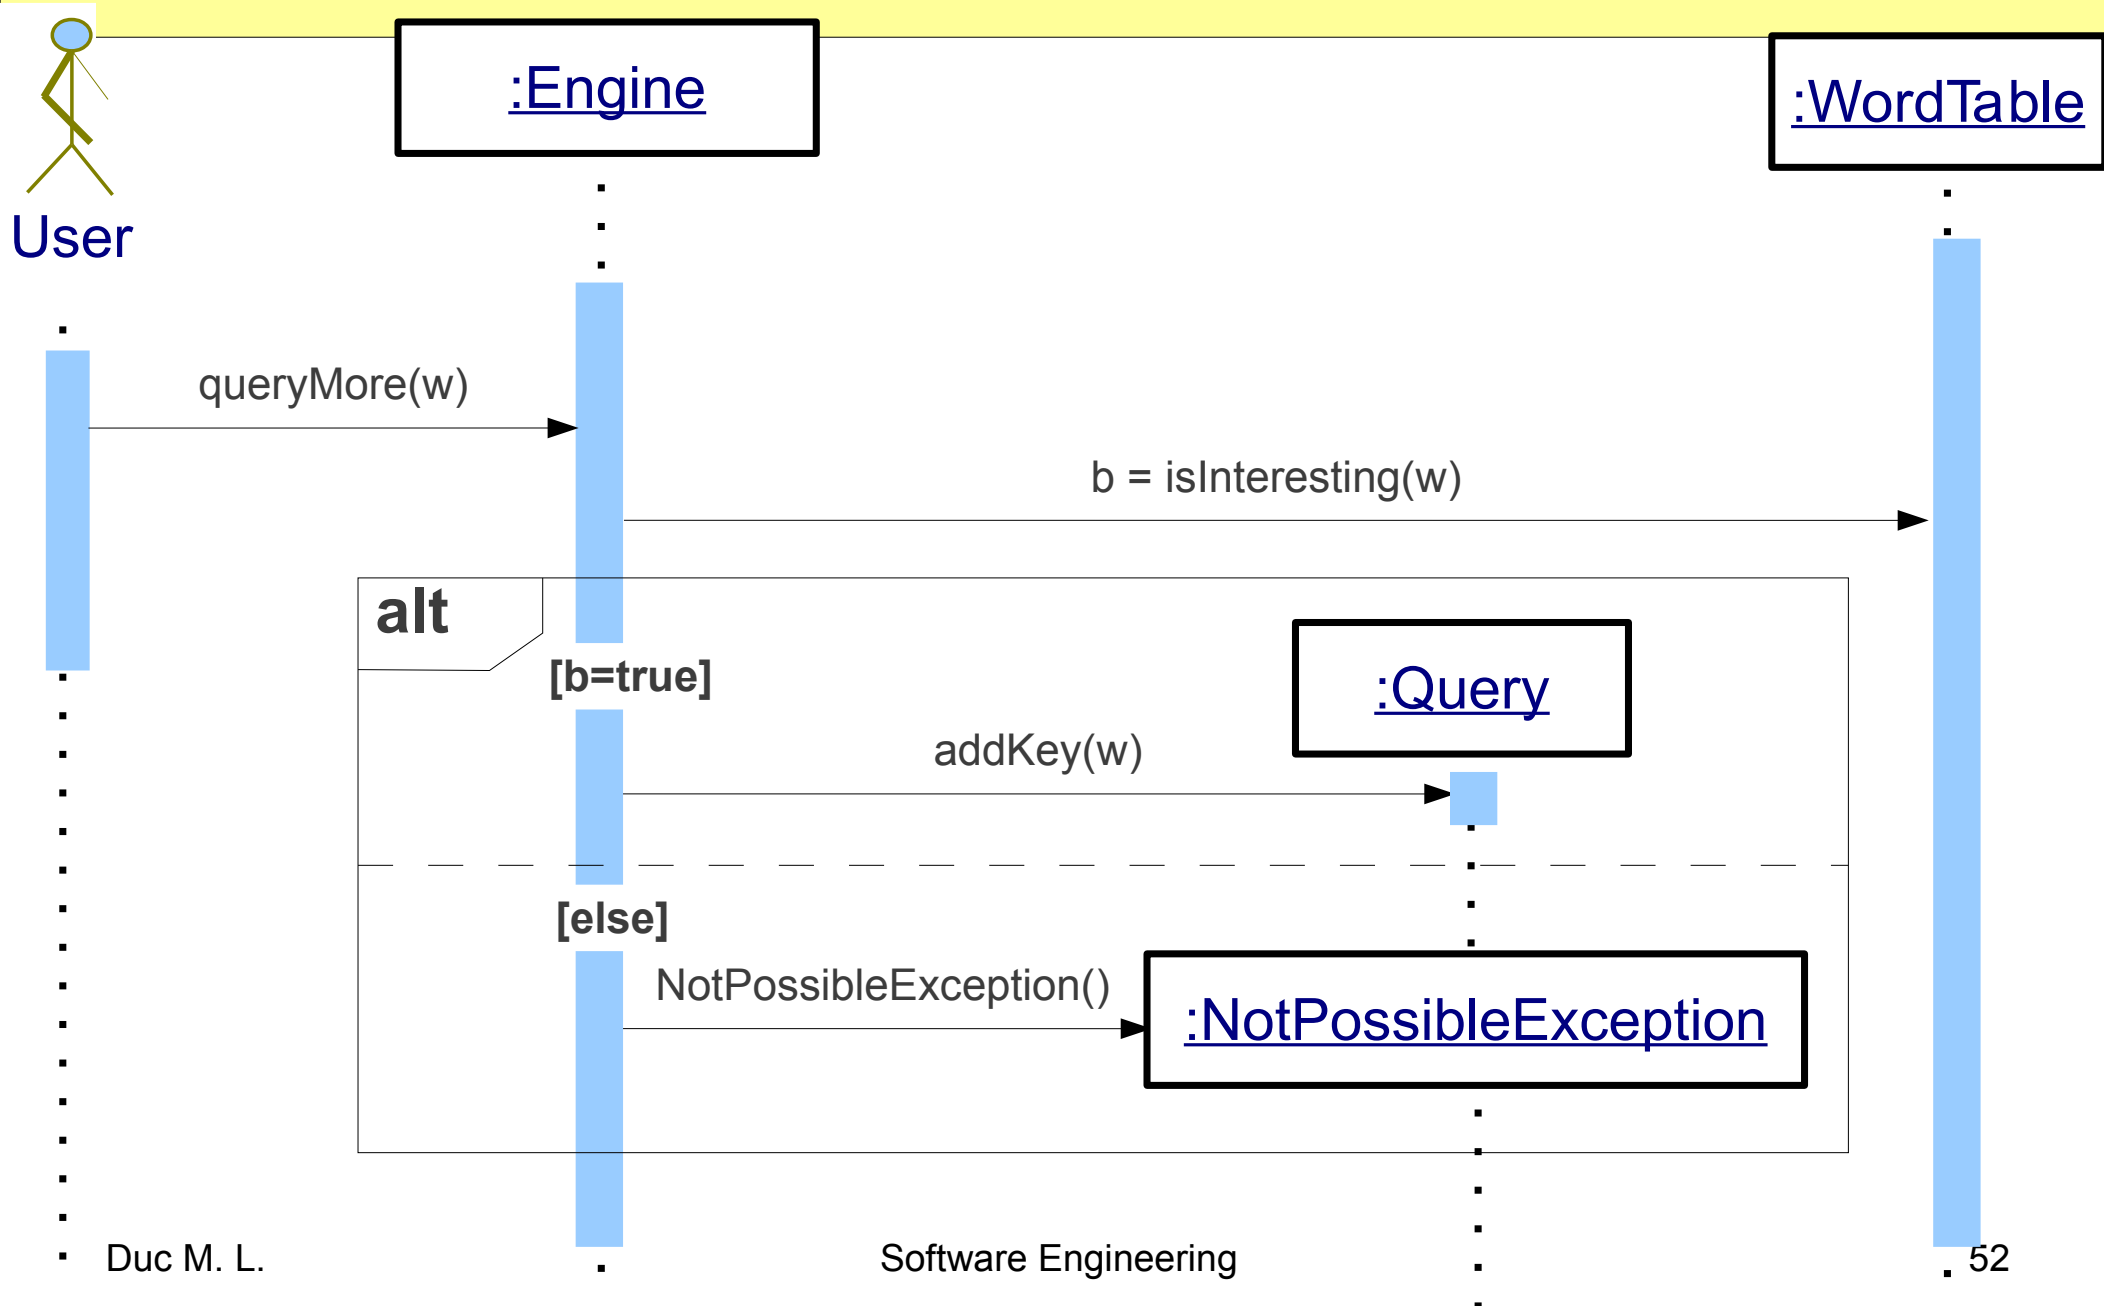 :Engine
:WordTable
User
queryMore(w)
b = isInteresting(w)
alt
[b=true]
:Query
addKey(w)
[else]
NotPossibleException()
:NotPossibleException
Duc M. L.
Software Engineering
52